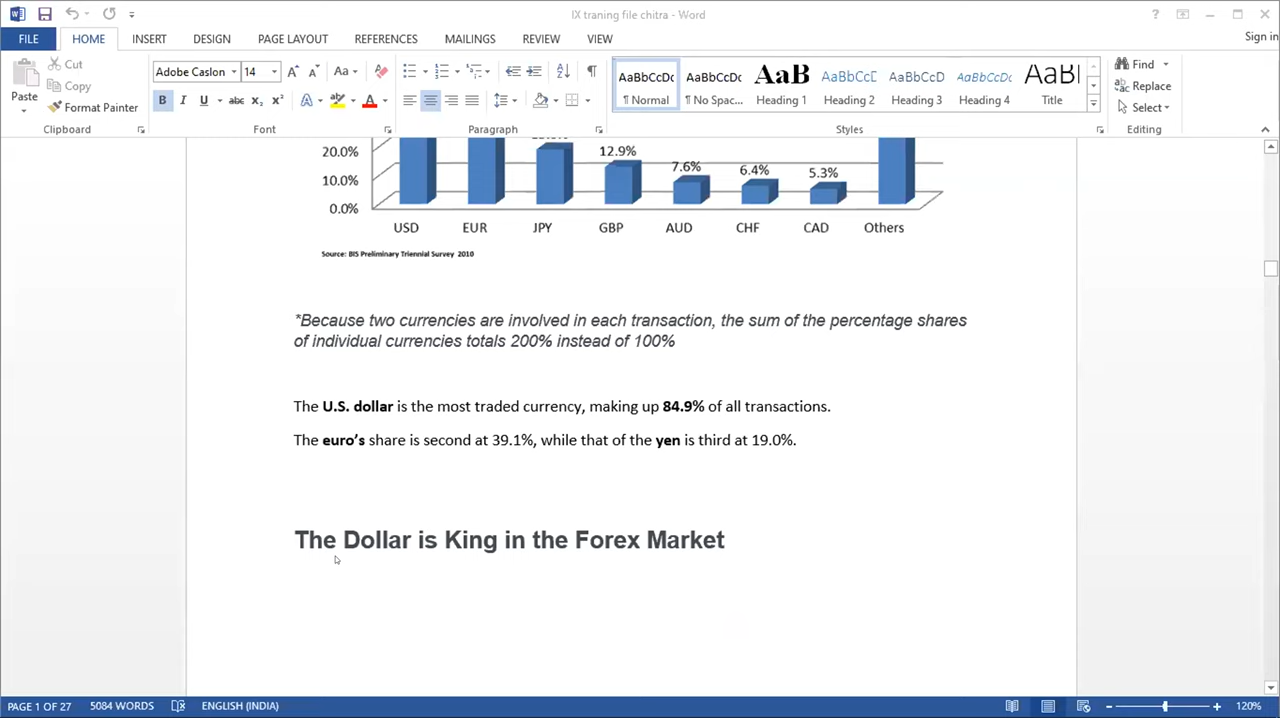 IX traning file chitra - Word
FILE HOME INSERT DESIGN PAGE LAYOUT REFERENCES MAILINGS REVIEW VIEW Sign in
Paste Cut Copy Format Painter
Adobe Caslon 14
AaBbCcDc AaBbCcDc AaB AaBbCcD AaBbCcD AaBbCcDc AaBl
¶ Normal ¶ No Spac... Heading 1 Heading 2 Heading 3 Heading 4 Title
Find Replace Select
Clipboard Font Paragraph Styles Editing
20.0%
10.0%
0.0%
12.9% 7.6% 6.4% 5.3%
USD EUR JPY GBP AUD CHF CAD Others
Source: BIS Preliminary Triennial Survey 2010
*Because two currencies are involved in each transaction, the sum of the percentage shares
of individual currencies totals 200% instead of 100%
The U.S. dollar is the most traded currency, making up 84.9% of all transactions.
The euro’s share is second at 39.1%, while that of the yen is third at 19.0%.
The Dollar is King in the Forex Market
PAGE 1 OF 27 5084 WORDS ENGLISH (INDIA) 120%